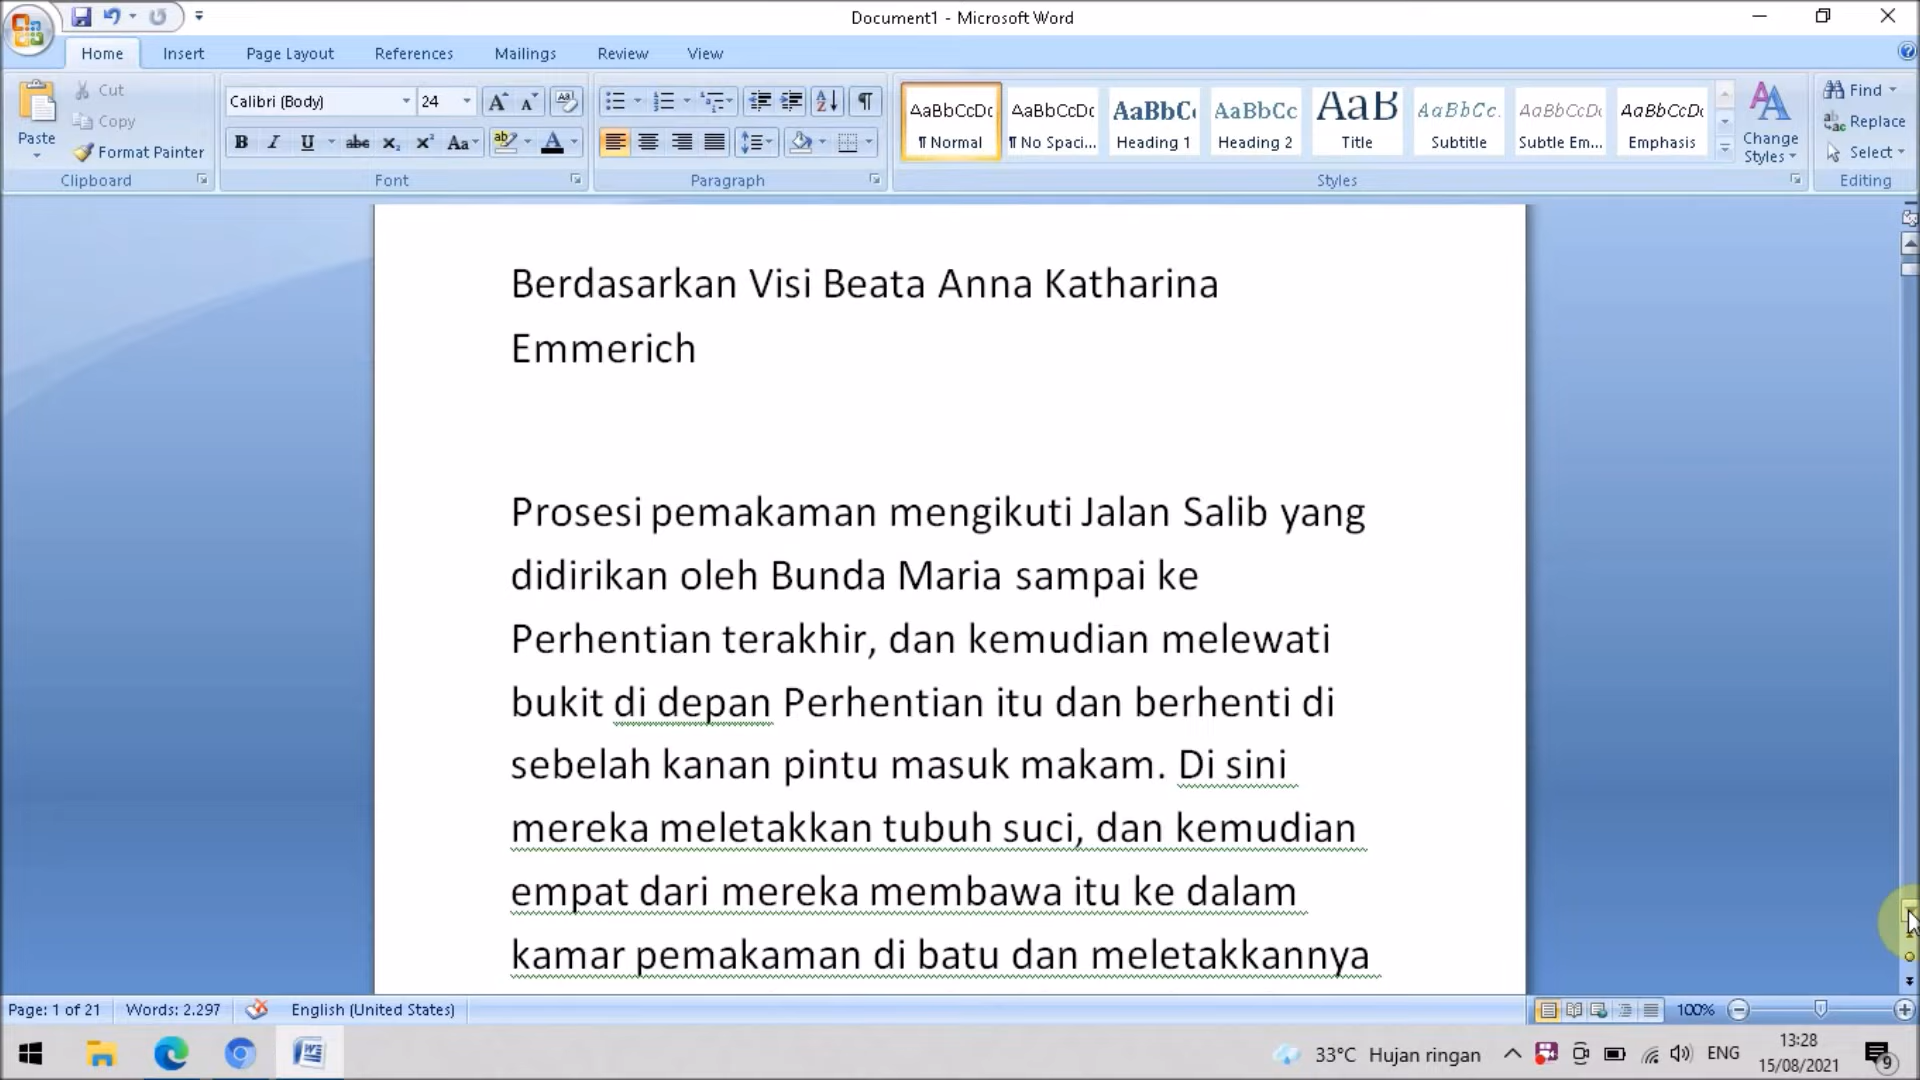 Document1 - Microsoft Word
Home Insert Page Layout References Mailings Review View
Paste
Cut
Copy
Format Painter
Clipboard
Calibri (Body) 24
Font
Paragraph
AaBbCcDc AaBbCcDc AaBbC AaBbCc AaB AaBbCc. AaBbCcDc AaBbCcDc
¶ Normal ¶ No Spaci... Heading 1 Heading 2 Title Subtitle Subtle Em... Emphasis
Change
Styles
Styles
Find
Replace
Select
Editing
Berdasarkan Visi Beata Anna Katharina
Emmerich
Prosesi pemakaman mengikuti Jalan Salib yang
didirikan oleh Bunda Maria sampai ke
Perhentian terakhir, dan kemudian melewati
bukit di depan Perhentian itu dan berhenti di
sebelah kanan pintu masuk makam. Di sini
mereka meletakkan tubuh suci, dan kemudian
empat dari mereka membawa itu ke dalam
kamar pemakaman di batu dan meletakkannya
Page: 1 of 21 Words: 2.297 English (United States) 100%
33°C Hujan ringan ENG
13:28
15/08/2021
9